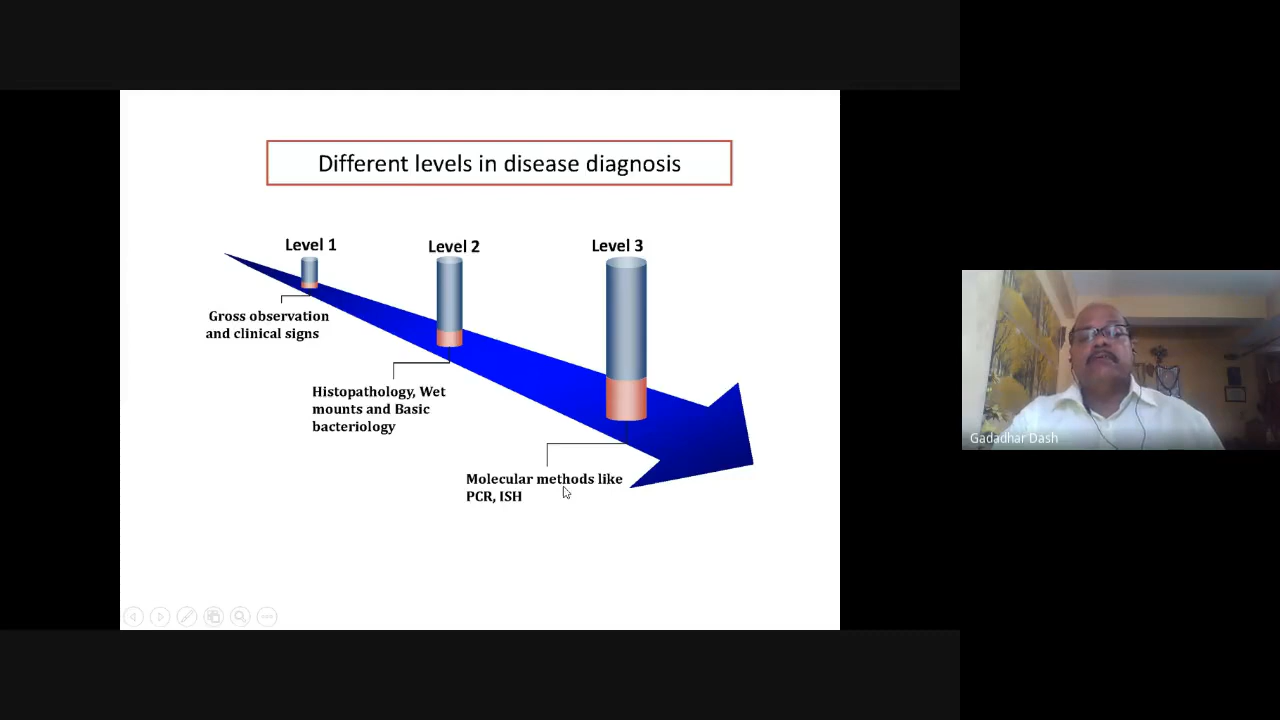 Different levels in disease diagnosis
Level 1
Level 2
Level 3
Gross observation
and clinical signs
Histopathology, Wet
mounts and Basic
bacteriology
Molecular methods like
PCR, ISH
Gadadhar Dash